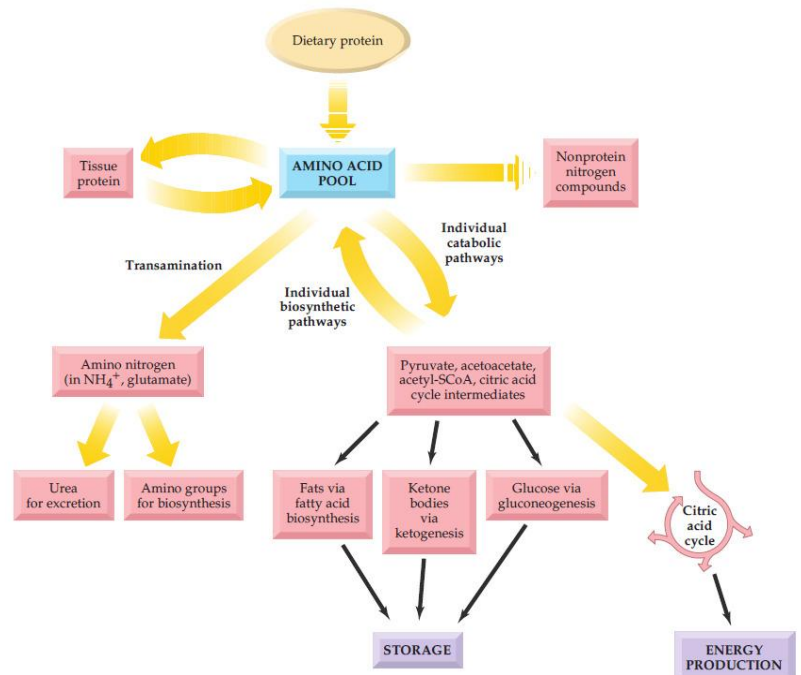 Dietary protein
Tissue
protein
AMINO ACID
POOL
Nonprotein
nitrogen
compounds
Individual
catabolic
pathways
Transamination
Individual
biosynthetic
pathways
Amino nitrogen
(in NH4+, glutamate)
Pyruvate, acetoacetate,
acetyl-SCoA, citric acid
cycle intermediates
Urea
for excretion
Amino groups
for biosynthesis
Fats via
fatty acid
biosynthesis
Ketone
bodies
via
ketogenesis
Glucose via
gluconeogenesis
Citric
acid
cycle
STORAGE
ENERGY
PRODUCTION